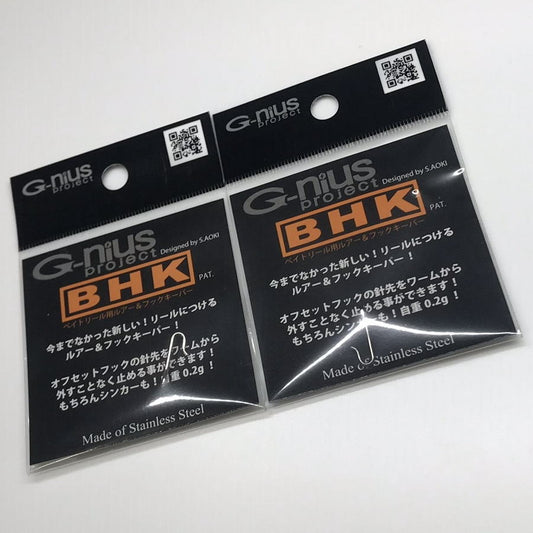 G-nius
project
G-nius
project
Designed by S.AOKI
BHK
PAT.
ベイトリール用ルアー&フックキーパー
今までなかった新しい!リールにつける
ルアー&フックキーパー!
オフセットフックの針先をワームから
外すことなく止める事ができます!
もちろんシンカーも!自重 0.2g!
Made of Stainless Steel
G-nius
project
G-nius
project
Designed by S.AOKI
BHK
PAT.
ベイトリール用ルアー&フックキーパー
今までなかった新しい!リールにつける
ルアー&フックキーパー!
オフセットフックの針先をワームから
外すことなく止める事ができます!
もちろんシンカーも!自重 0.2g!
Made of Stainless Steel